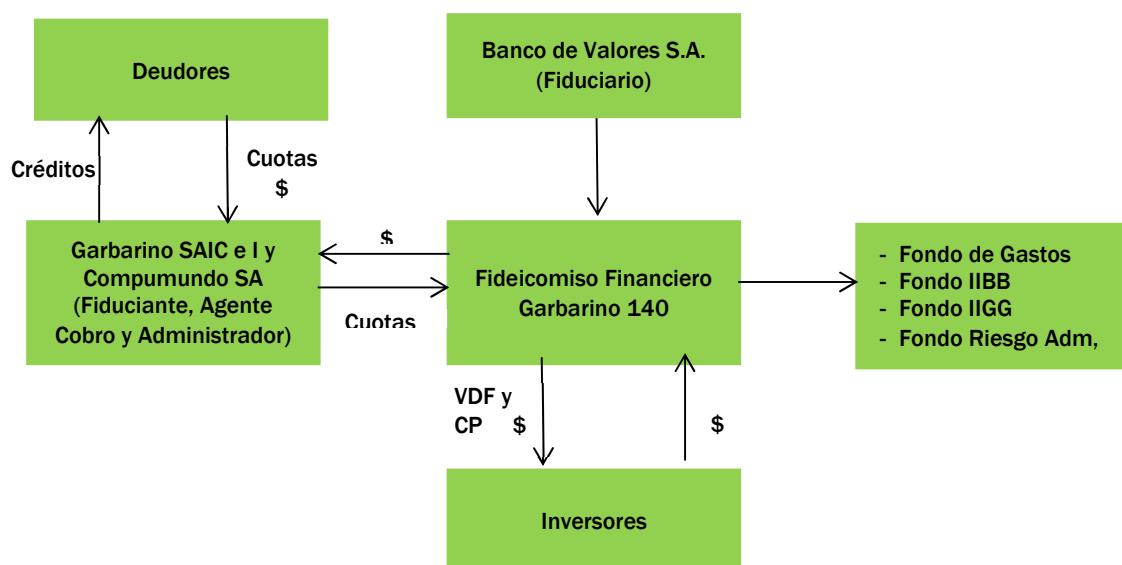 Deudores
Banco de Valores S.A.
(Fiduciario)
Créditos
Cuotas
$
Garbarino SAIC e I y
Compumundo SA
(Fiduciante, Agente
Cobro y Administrador)
$
Cuotas
Fideicomiso Financiero
Garbarino 140
- Fondo de Gastos
- Fondo IIBB
- Fondo IIGG
- Fondo Riesgo Adm,
VDF y
CP $
$
Inversores